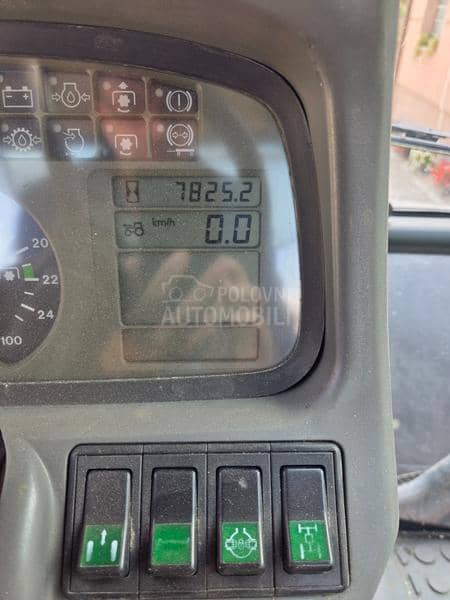 7825.2
km/h 0.0
20
22
24
100
POLOVNI
AUTOMOBILI